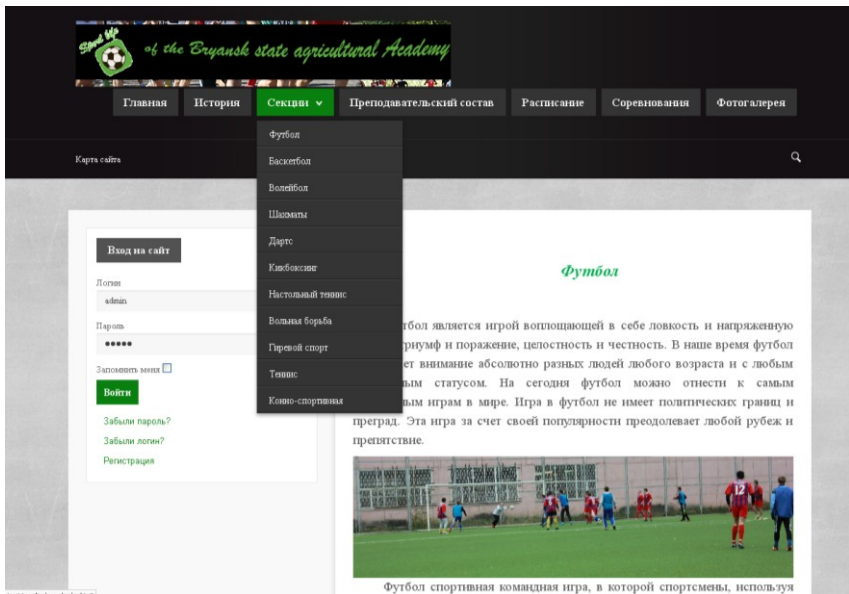 Sport life
of the Bryansk state agricultural Academy
Главная История Секции Преподавательский состав Расписание Соревнования Фотогалерея
Карта сайта
Футбол
Баскетбол
Волейбол
Шахматы
Дартс
Кикбоксинг
Настольный теннис
Вольная борьба
Гиревой спорт
Теннис
Конно-спортивная
Вход на сайт
Логин
admin
Пароль
•••••
Запомнить меня
Войти
Забыли пароль?
Забыли логин?
Регистрация
Футбол
является игрой воплощающей в себе ловкость и напряженную
и поражение, целостность и честность. В наше время футбол
внимание абсолютно разных людей любого возраста и с любым
статусом. На сегодня футбол можно отнести к самым
играм в мире. Игра в футбол не имеет политических границ и
преград. Эта игра за счет своей популярности преодолевает любой рубеж и
препятствие.
12
Футбол спортивная командная игра, в которой спортсмены, используя